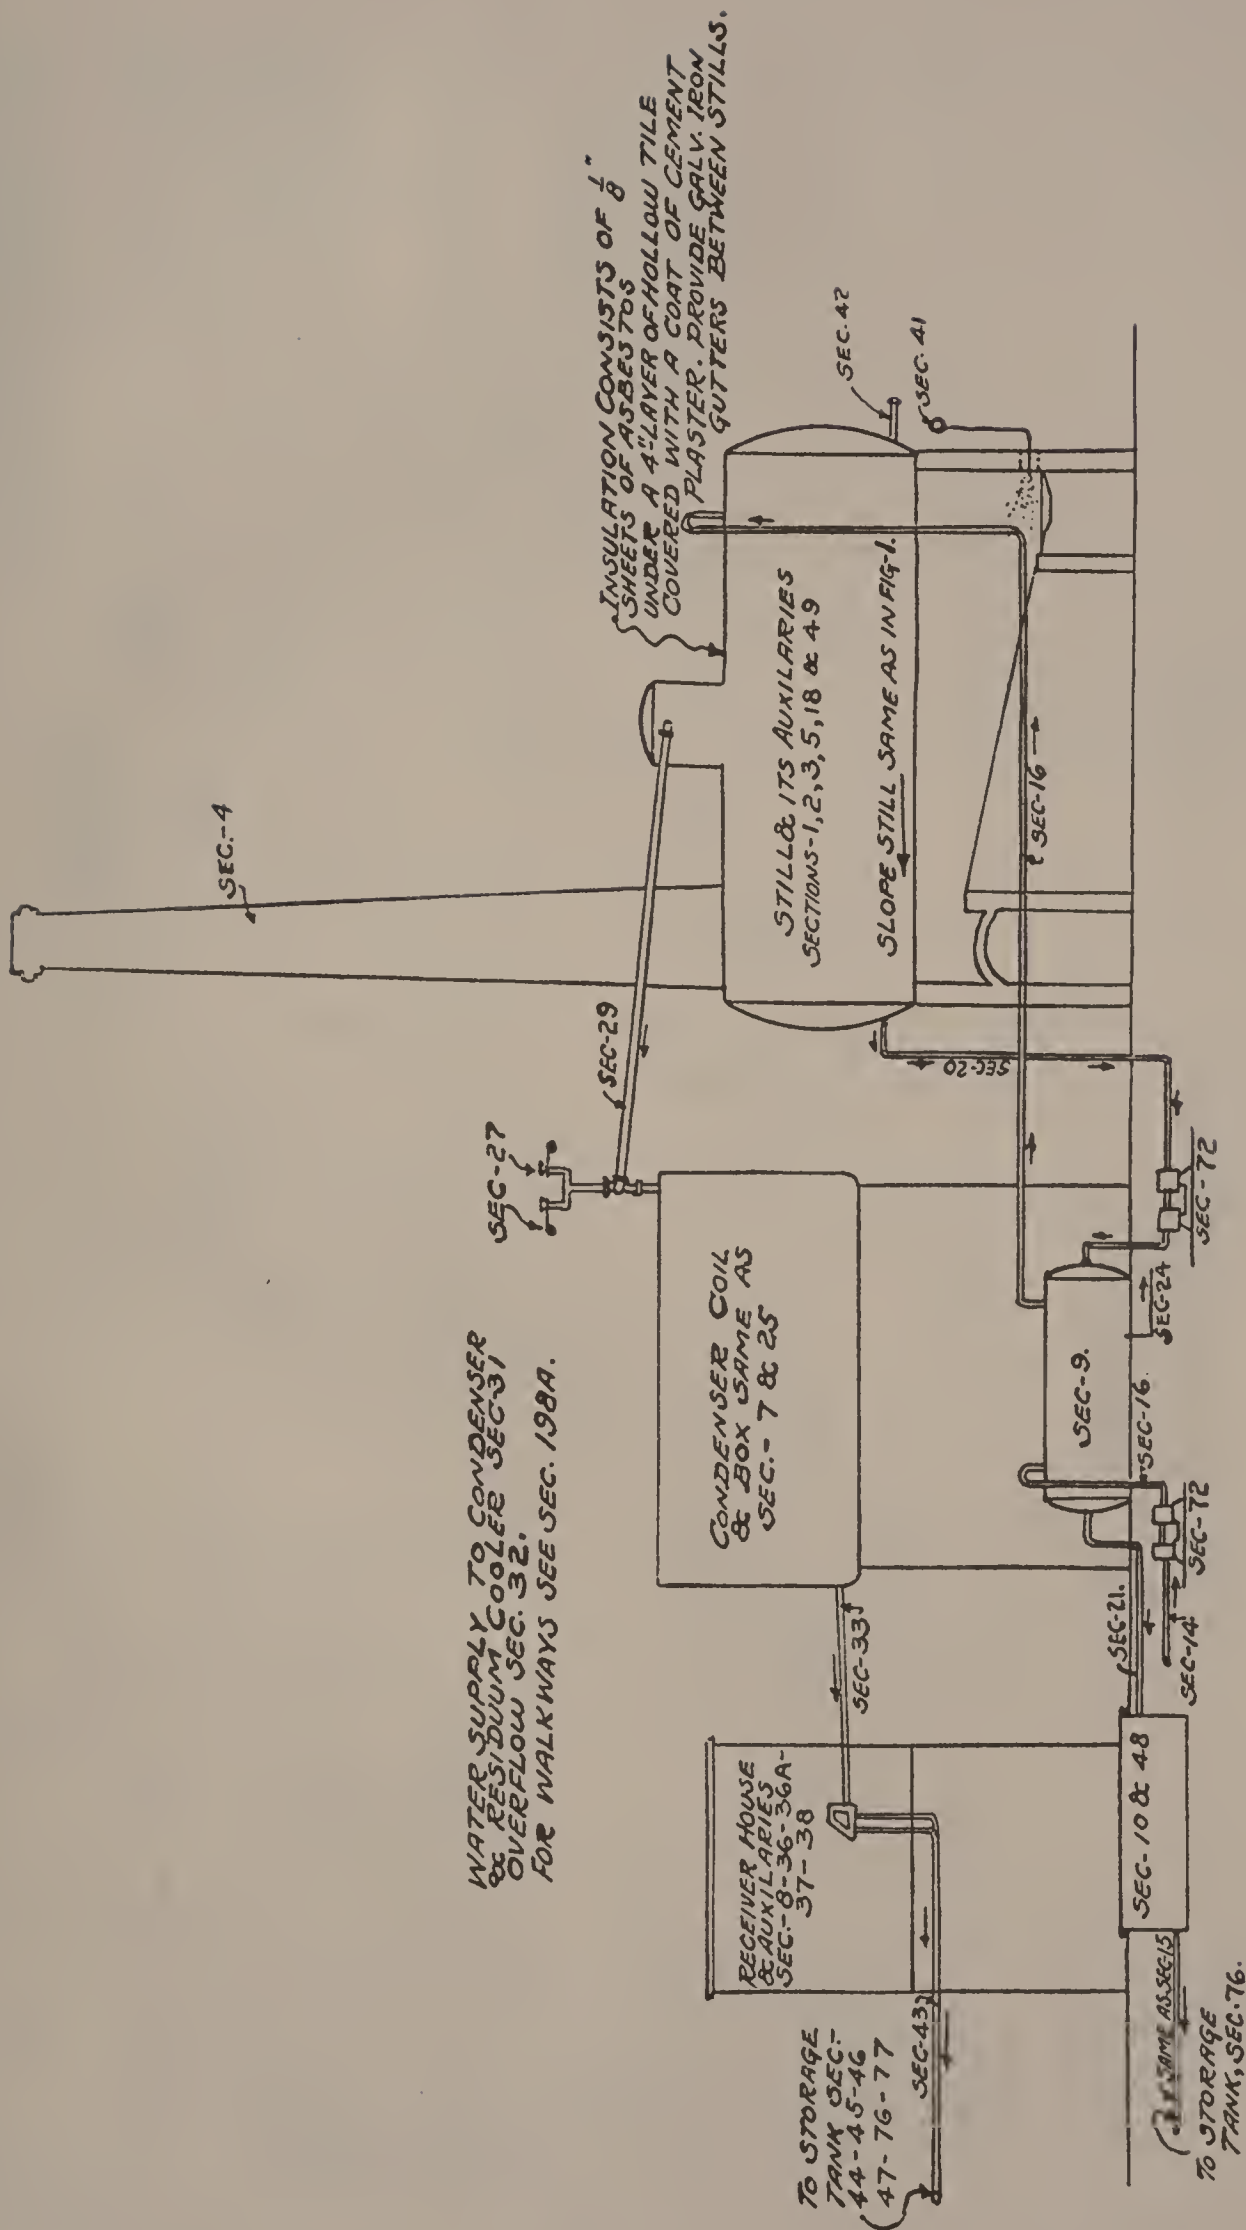 INSULATION CONSISTS OF 1/8"
SHEETS OF ASBESTOS
UNDER A 4" LAYER OF HOLLOW TILE
COVERED WITH A COAT OF CEMENT
PLASTER. PROVIDE GALV. IRON
GUTTERS BETWEEN STILLS.
SEC.-4
SEC-29
SEC-27
SEC-42
SEC-41
STILL & ITS AUXILARIES
SECTIONS-1,2,3,5,18 & 49
SLOPE STILL SAME AS IN FIG-1.
SEC-16
SEC-20
SEC-72
SEC-24
WATER SUPPLY TO CONDENSER
& RESIDUUM COOLER SEC-31
OVERFLOW SEC. 32.
FOR WALKWAYS SEE SEC. 198A.
CONDENSER COIL
& BOX SAME AS
SEC.- 7 & 25
SEC-9.
SEC-16.
SEC-72
SEC-14
SEC-21.
SEC-33
RECEIVER HOUSE
& AUXILARIES
SEC.-8-36-36A-
37-38
SEC-10 & 48
SEC-43
TO STORAGE
TANK SEC.-
44-45-46
47-76-77
SAME AS SEC-15
TO STORAGE
TANK, SEC.76.